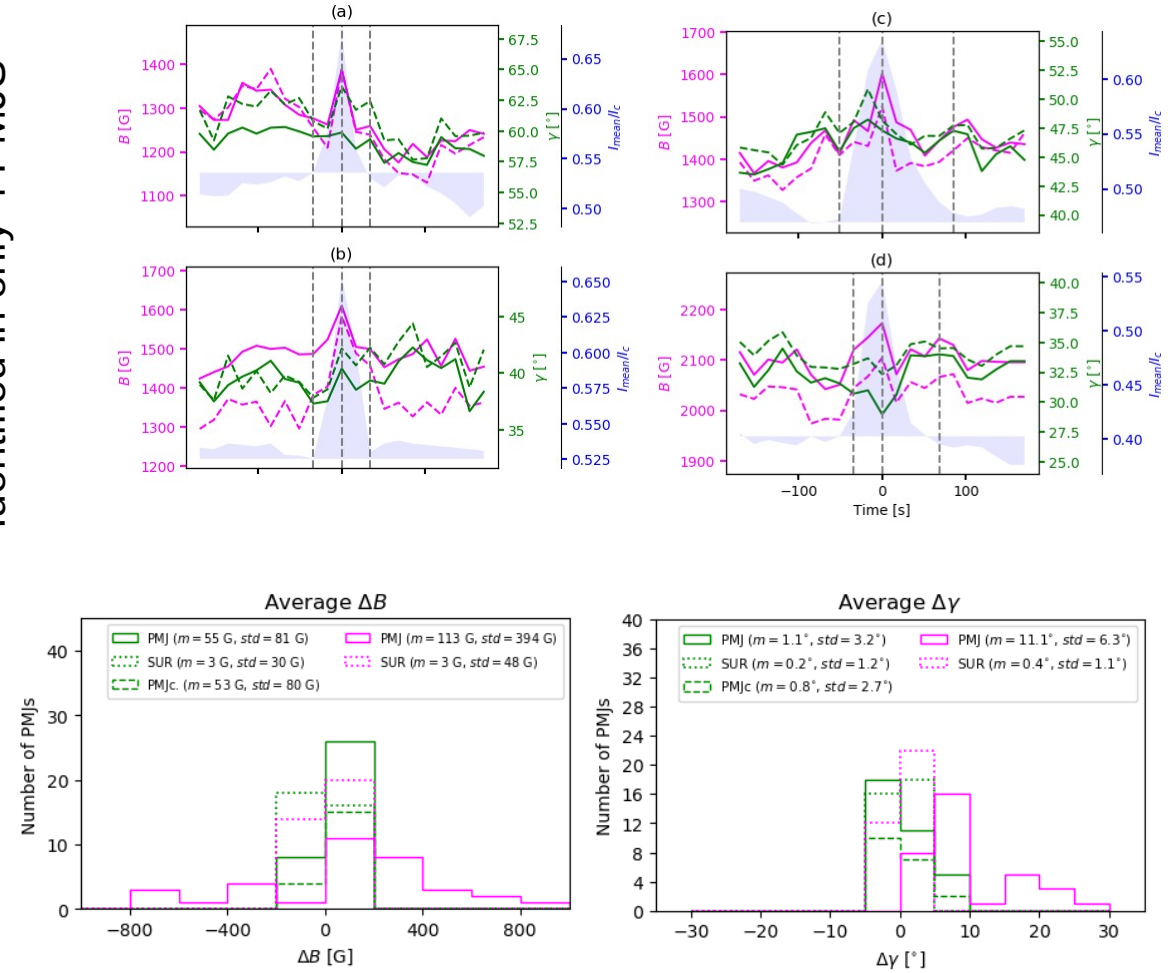 (a)
1400
1300
1200
1100
B [G]
67.5
65.0
62.5
60.0
57.5
55.0
52.5
γ [°]
0.65
0.60
0.55
0.50
I_mean/I_c
(b)
1700
1600
1500
1400
1300
1200
B [G]
45
40
35
γ [°]
0.650
0.625
0.600
0.575
0.550
0.525
I_mean/I_c
(c)
1700
1600
1500
1400
1300
B [G]
55.0
52.5
50.0
47.5
45.0
42.5
40.0
γ [°]
0.60
0.55
0.50
I_mean/I_c
(d)
2200
2100
2000
1900
B [G]
40.0
37.5
35.0
32.5
30.0
27.5
25.0
γ [°]
0.55
0.50
0.45
0.40
I_mean/I_c
−100 0 100
Time [s]
Average ΔB
PMJ (m = 55 G, std = 81 G)
SUR (m = 3 G, std = 30 G)
PMJc. (m = 53 G, std = 80 G)
PMJ (m = 113 G, std = 394 G)
SUR (m = 3 G, std = 48 G)
40
30
20
10
0
Number of PMJs
−800 −400 0 400 800
ΔB [G]
Average Δγ
PMJ (m = 1.1°, std = 3.2°)
SUR (m = 0.2°, std = 1.2°)
PMJc (m = 0.8°, std = 2.7°)
PMJ (m = 11.1°, std = 6.3°)
SUR (m = 0.4°, std = 1.1°)
40
36
32
28
24
20
16
12
8
4
0
Number of PMJs
−30 −20 −10 0 10 20 30
Δγ [°]